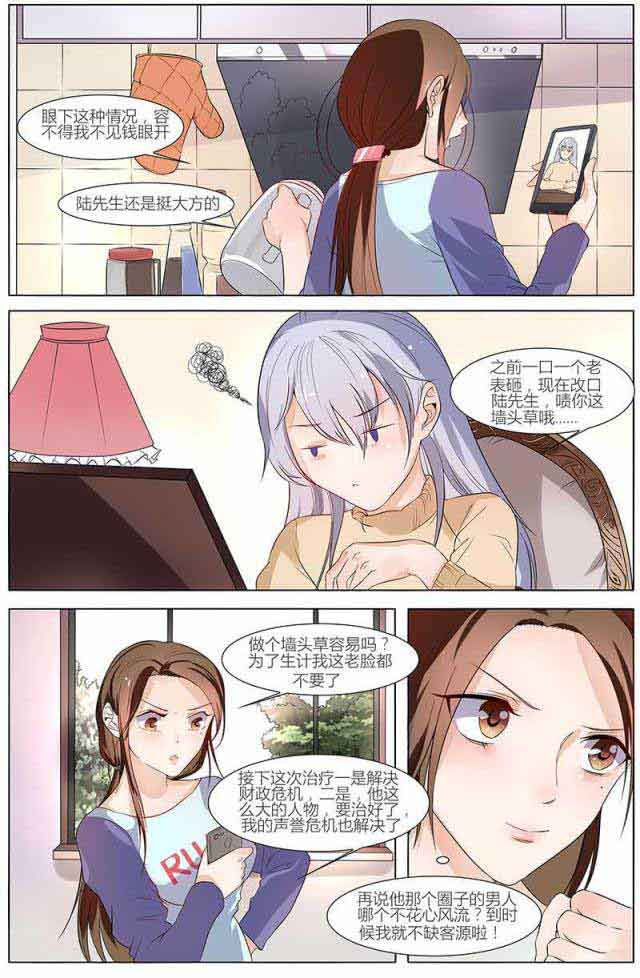 眼下这种情况，容
不得我不见钱眼开
陆先生还是挺大方的
之前一口一个老
表砸，现在改口
陆先生，啧你这
墙头草哦……
做个墙头草容易吗？
为了生计我这老脸都
不要了
接下这次治疗一是解决
财政危机，二是，他这
么大的人物，要治好了，
我的声誉危机也解决了
RU
再说他那个圈子的男人
哪个不花心风流？到时
候我就不缺客源啦！